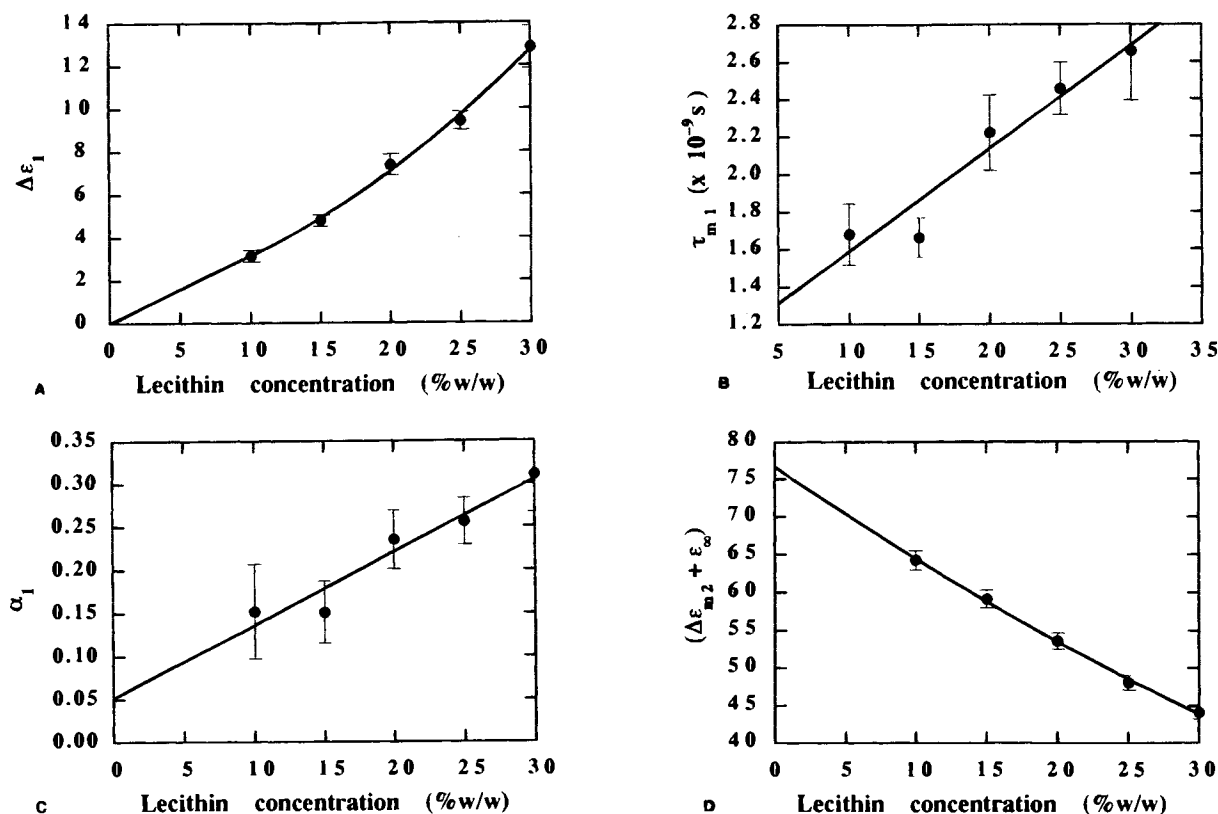 14
12
10
8
6
4
2
0
Δε1
0 5 10 15 20 25 30
Lecithin concentration (%w/w)
A
2.8
2.6
2.4
2.2
2.0
1.8
1.6
1.4
1.2
τm1 (x 10-9 s)
5 10 15 20 25 30 35
Lecithin concentration (%w/w)
B
0.35
0.30
0.25
0.20
0.15
0.10
0.05
0.00
α1
0 5 10 15 20 25 30
Lecithin concentration (%w/w)
C
80
75
70
65
60
55
50
45
40
(Δεm2 + ε∞)
0 5 10 15 20 25 30
Lecithin concentration (%w/w)
D